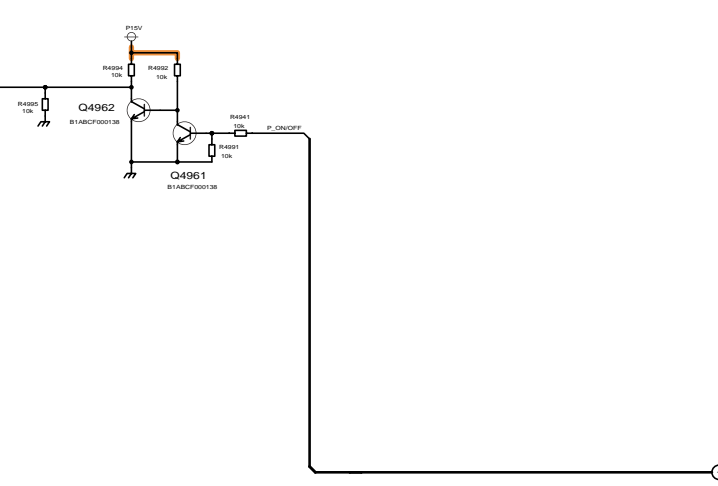 P15V
R4994
10k
R4992
10k
R4995
10k
Q4962
B1ABCF000138
R4941
10k
P_ON/OFF
R4991
10k
Q4961
B1ABCF000138